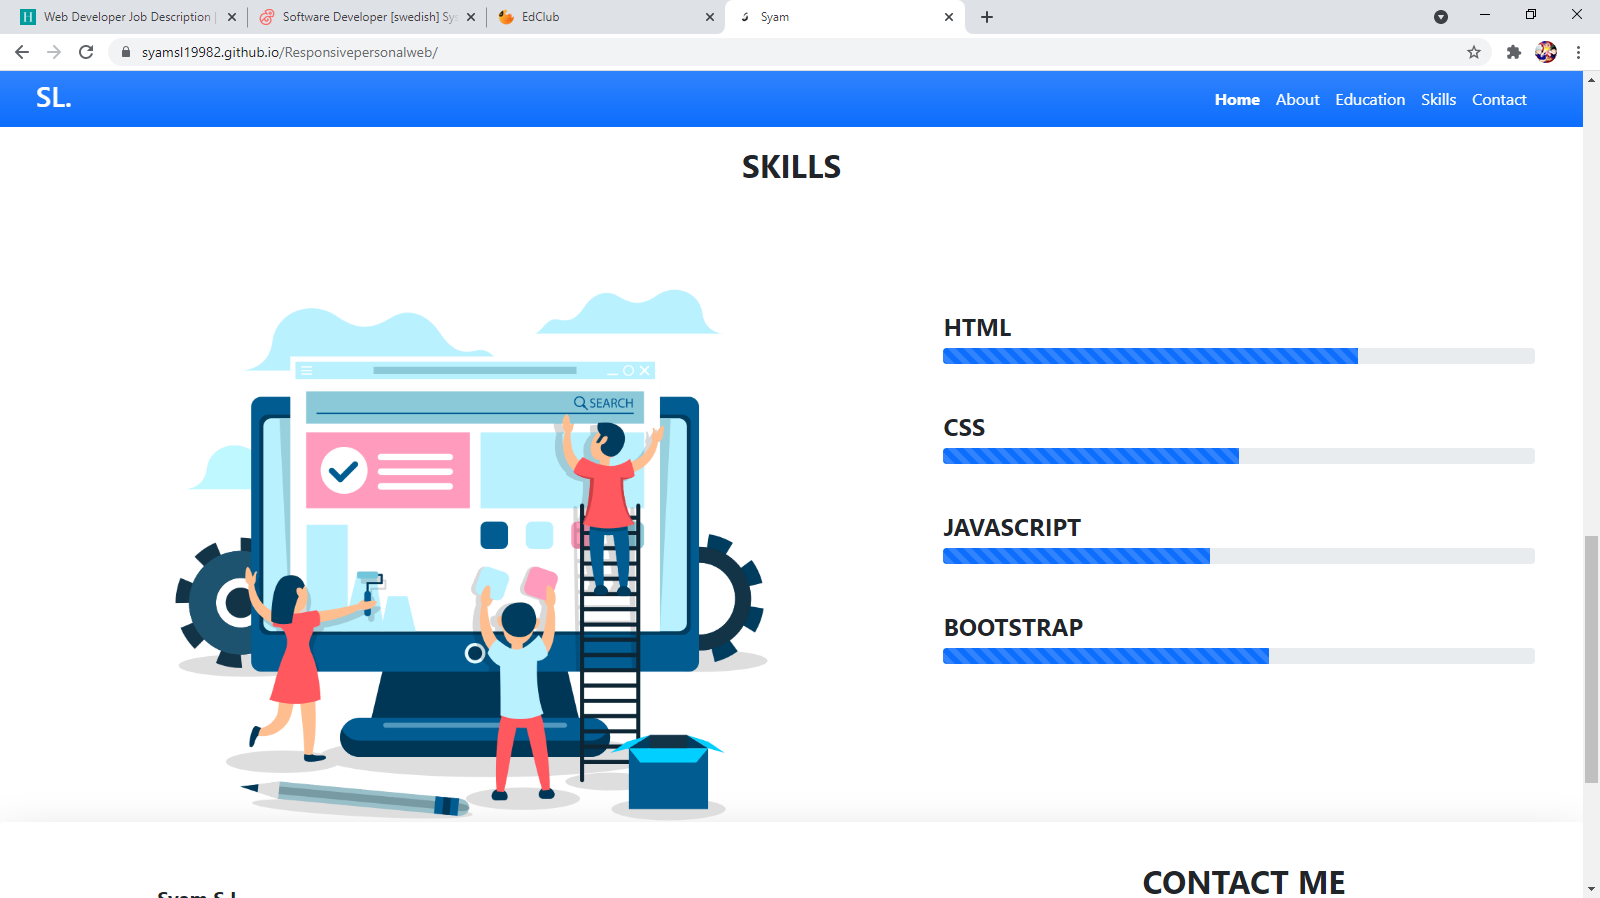 Web Developer Job Description |
Software Developer [swedish] Sy
EdClub
Syam
syamsl19982.github.io/Responsivepersonalweb/
SL.
Home About Education Skills Contact
SKILLS
SEARCH
HTML
CSS
JAVASCRIPT
BOOTSTRAP
CONTACT ME
Syam S L